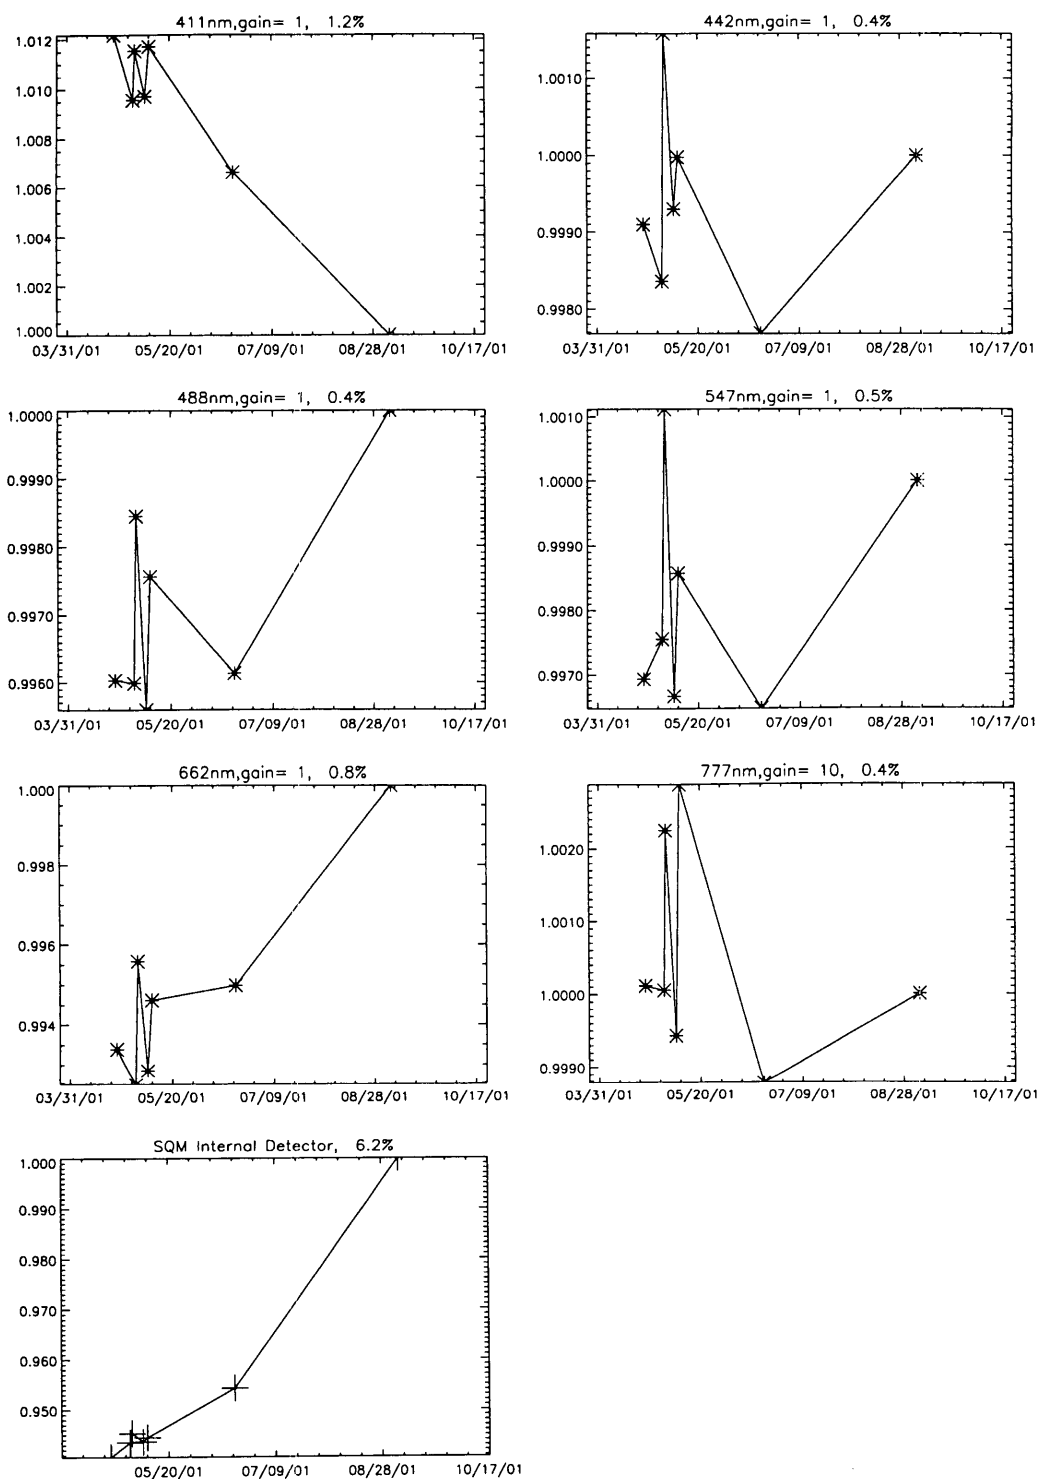 411nm,gain= 1, 1.2%
1.012
1.010
1.008
1.006
1.004
1.002
1.000
03/31/01 05/20/01 07/09/01 08/28/01 10/17/01
442nm,gain= 1, 0.4%
1.0010
1.0000
0.9990
0.9980
03/31/01 05/20/01 07/09/01 08/28/01 10/17/01
488nm,gain= 1, 0.4%
1.0000
0.9990
0.9980
0.9970
0.9960
03/31/01 05/20/01 07/09/01 08/28/01 10/17/01
547nm,gain= 1, 0.5%
1.0010
1.0000
0.9990
0.9980
0.9970
03/31/01 05/20/01 07/09/01 08/28/01 10/17/01
662nm,gain= 1, 0.8%
1.000
0.998
0.996
0.994
03/31/01 05/20/01 07/09/01 08/28/01 10/17/01
777nm,gain= 10, 0.4%
1.0020
1.0010
1.0000
0.9990
03/31/01 05/20/01 07/09/01 08/28/01 10/17/01
SQM Internal Detector, 6.2%
1.000
0.990
0.980
0.970
0.960
0.950
05/20/01 07/09/01 08/28/01 10/17/01